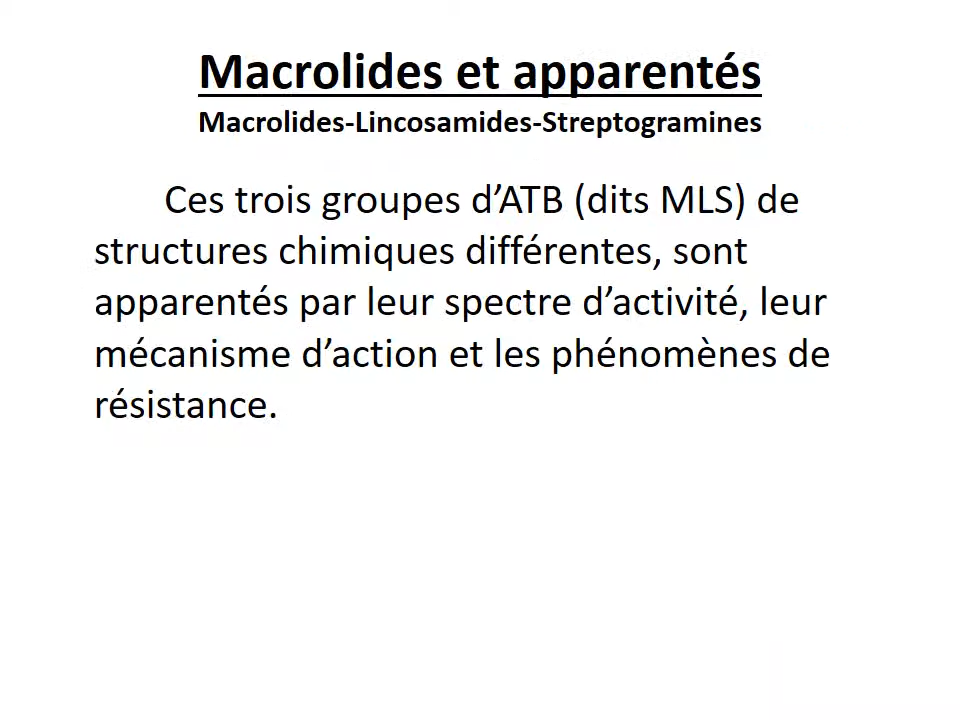 Macrolides et apparentés
Macrolides-Lincosamides-Streptogramines
Ces trois groupes d’ATB (dits MLS) de
structures chimiques différentes, sont
apparentés par leur spectre d’activité, leur
mécanisme d’action et les phénomènes de
résistance.